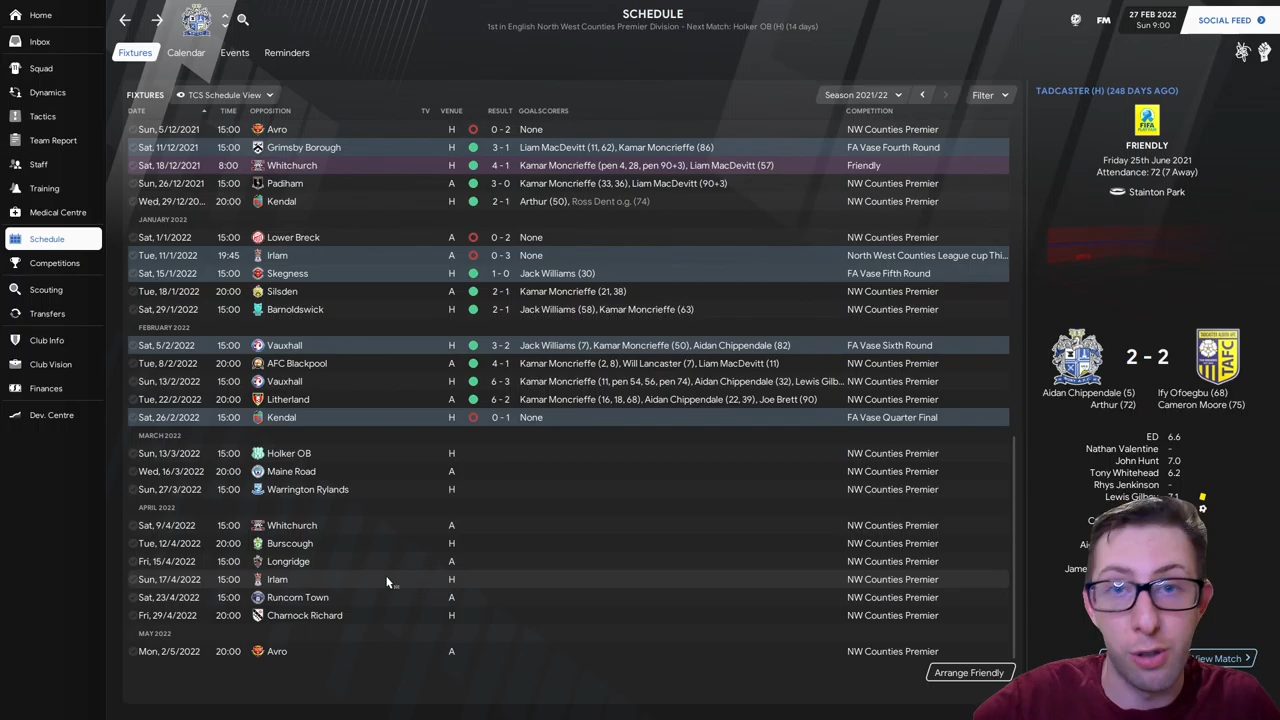 Home
Inbox
Squad
Dynamics
Tactics
Team Report
Staff
Training
Medical Centre
Schedule
Competitions
Scouting
Transfers
Club Info
Club Vision
Finances
Dev. Centre
SCHEDULE
1st in English North West Counties Premier Division - Next Match: Holker OB (H) (14 days)
FM
27 FEB 2022
Sun 9:00
SOCIAL FEED
Fixtures Calendar Events Reminders
FIXTURES TCS Schedule View Season 2021/22 Filter
DATE TIME OPPOSITION TV VENUE RESULT GOALSCORERS COMPETITION
Sun, 5/12/2021 15:00 Avro H 0 - 2 None NW Counties Premier
Sat, 11/12/2021 15:00 Grimsby Borough H 3 - 1 Liam MacDevitt (11, 62), Kamar Moncrieffe (86) FA Vase Fourth Round
Sat, 18/12/2021 8:00 Whitchurch H 4 - 1 Kamar Moncrieffe (pen 4, 28, pen 90+3), Liam MacDevitt (57) Friendly
Sun, 26/12/2021 15:00 Padiham A 3 - 0 Kamar Moncrieffe (33, 36), Liam MacDevitt (90+3) NW Counties Premier
Wed, 29/12/20... 20:00 Kendal H 2 - 1 Arthur (50), Ross Dent o.g. (74) NW Counties Premier
JANUARY 2022
Sat, 1/1/2022 15:00 Lower Breck A 0 - 2 None NW Counties Premier
Tue, 11/1/2022 19:45 Irlam A 0 - 3 None North West Counties League cup Thi...
Sat, 15/1/2022 15:00 Skegness H 1 - 0 Jack Williams (30) FA Vase Fifth Round
Tue, 18/1/2022 20:00 Silsden A 2 - 1 Kamar Moncrieffe (21, 38) NW Counties Premier
Sat, 29/1/2022 15:00 Barnoldswick H 2 - 1 Jack Williams (58), Kamar Moncrieffe (63) NW Counties Premier
FEBRUARY 2022
Sat, 5/2/2022 15:00 Vauxhall H 3 - 2 Jack Williams (7), Kamar Moncrieffe (50), Aidan Chippendale (82) FA Vase Sixth Round
Tue, 8/2/2022 20:00 AFC Blackpool A 4 - 1 Kamar Moncrieffe (2, 8), Will Lancaster (7), Liam MacDevitt (11) NW Counties Premier
Sun, 13/2/2022 15:00 Vauxhall H 6 - 3 Kamar Moncrieffe (11, pen 54, 56, pen 74), Aidan Chippendale (32), Lewis Gilb... NW Counties Premier
Tue, 22/2/2022 20:00 Litherland A 6 - 2 Kamar Moncrieffe (16, 18, 68), Aidan Chippendale (22, 39), Joe Brett (90) NW Counties Premier
Sat, 26/2/2022 15:00 Kendal H 0 - 1 None FA Vase Quarter Final
MARCH 2022
Sun, 13/3/2022 15:00 Holker OB H NW Counties Premier
Wed, 16/3/2022 20:00 Maine Road A NW Counties Premier
Sun, 27/3/2022 15:00 Warrington Rylands H NW Counties Premier
APRIL 2022
Sat, 9/4/2022 15:00 Whitchurch A NW Counties Premier
Tue, 12/4/2022 20:00 Burscough H NW Counties Premier
Fri, 15/4/2022 15:00 Longridge A NW Counties Premier
Sun, 17/4/2022 15:00 Irlam H NW Counties Premier
Sat, 23/4/2022 15:00 Runcorn Town A NW Counties Premier
Fri, 29/4/2022 20:00 Charnock Richard H NW Counties Premier
MAY 2022
Mon, 2/5/2022 20:00 Avro A NW Counties Premier
Arrange Friendly
TADCASTER (H) (248 DAYS AGO)
FRIENDLY
Friday 25th June 2021
Attendance: 72 (7 Away)
Stainton Park
2 - 2
Aidan Chippendale (5) Ify Ofoegbu (68)
Arthur (72) Cameron Moore (75)
ED 6.6
Nathan Valentine -
John Hunt 7.0
Tony Whitehead 6.2
Rhys Jenkinson -
Lewis Gilboy 7.1
View Match